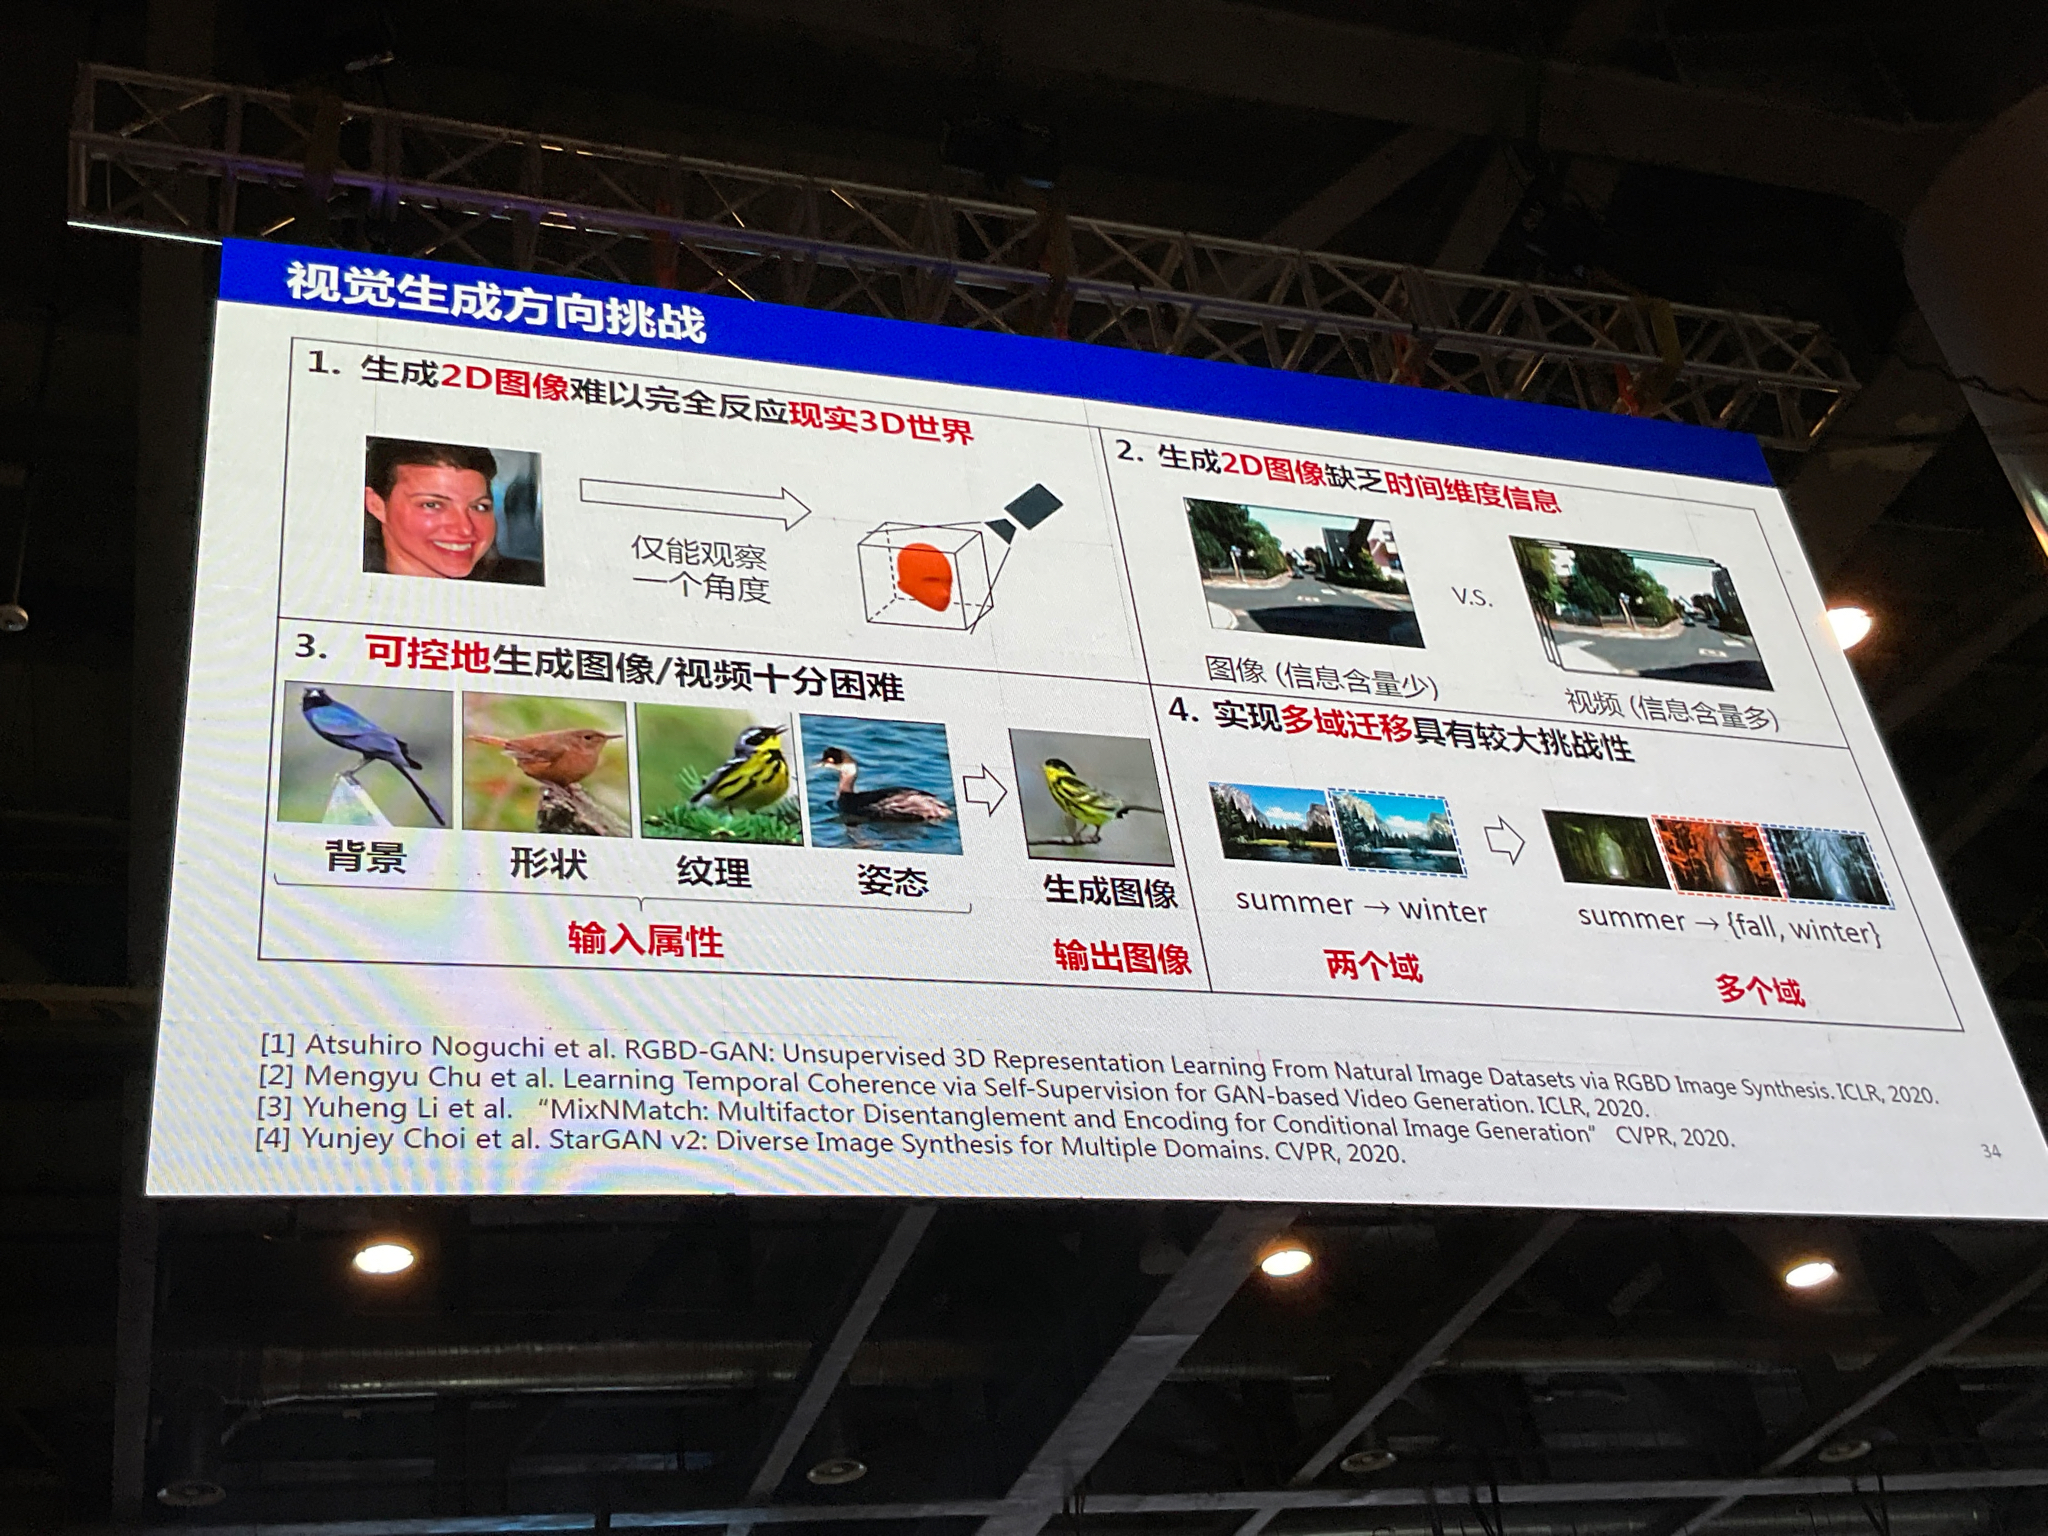 视觉生成方向挑战
1. 生成2D图像难以完全反应现实3D世界
仅能观察
一个角度
2. 生成2D图像缺乏时间维度信息
v.s.
图像 (信息含量少)
视频 (信息含量多)
3. 可控地生成图像/视频十分困难
背景
形状
纹理
姿态
生成图像
输入属性
输出图像
4. 实现多域迁移具有较大挑战性
summer → winter
summer → {fall, winter}
两个域
多个域
[1] Atsuhiro Noguchi et al. RGBD-GAN: Unsupervised 3D Representation Learning From Natural Image Datasets via RGBD Image Synthesis. ICLR, 2020.
[2] Mengyu Chu et al. Learning Temporal Coherence via Self-Supervision for GAN-based Video Generation. ICLR, 2020.
[3] Yuheng Li et al. “MixNMatch: Multifactor Disentanglement and Encoding for Conditional Image Generation” CVPR, 2020.
[4] Yunjey Choi et al. StarGAN v2: Diverse Image Synthesis for Multiple Domains. CVPR, 2020.
34